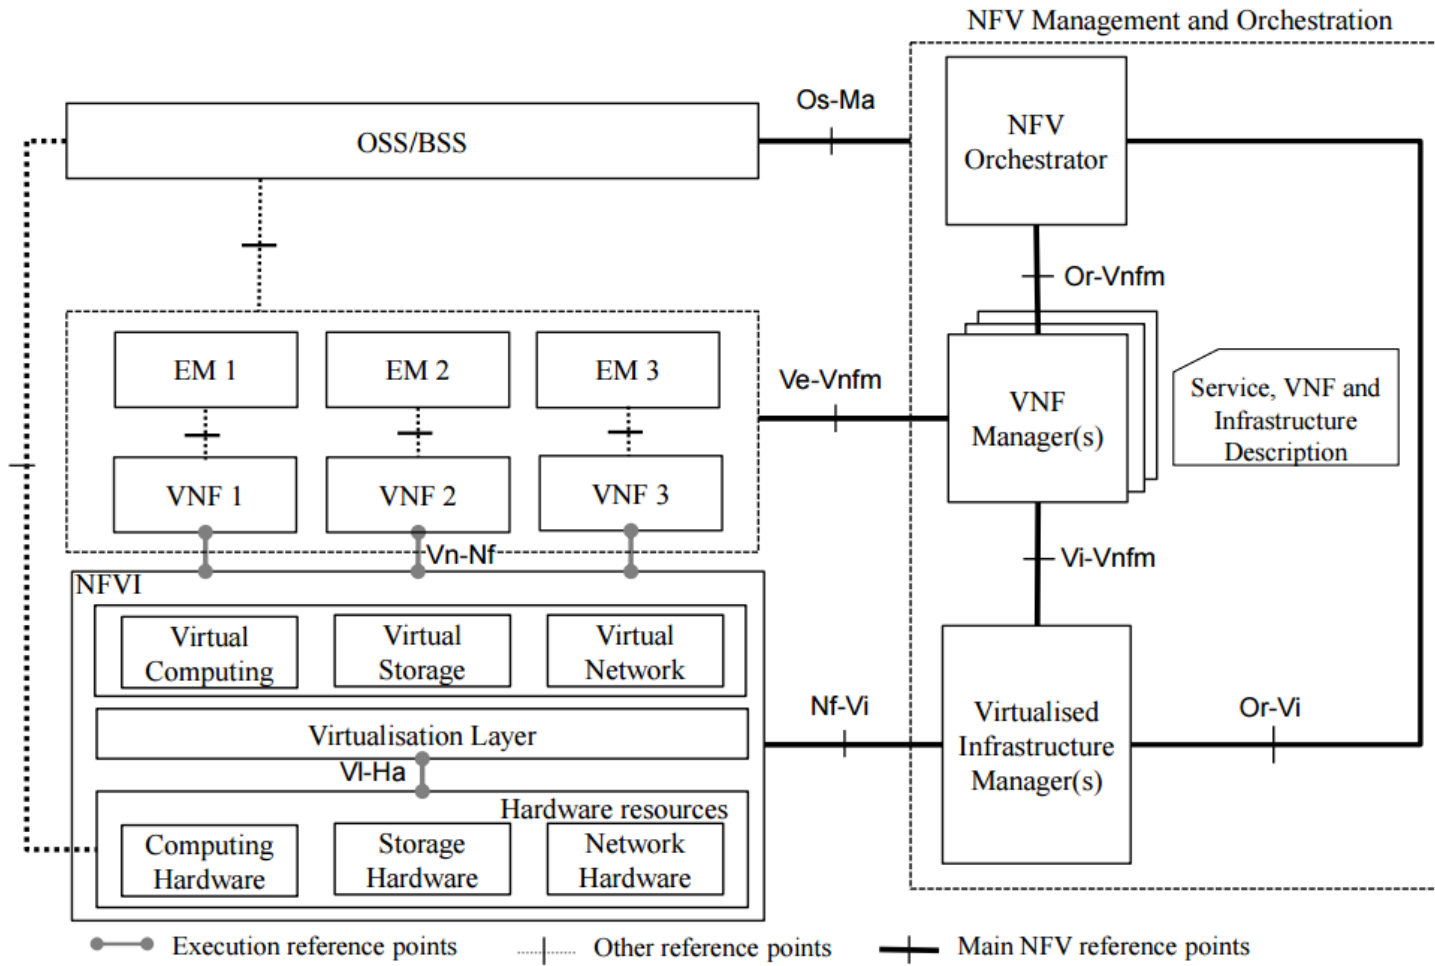 NFV Management and Orchestration
Os-Ma
OSS/BSS
NFV
Orchestrator
Or-Vnfm
EM 1
EM 2
EM 3
Ve-Vnfm
VNF
Manager(s)
Service, VNF and
Infrastructure
Description
VNF 1
VNF 2
VNF 3
Vn-Nf
Vi-Vnfm
NFVI
Virtual
Computing
Virtual
Storage
Virtual
Network
Nf-Vi
Virtualised
Infrastructure
Manager(s)
Or-Vi
Virtualisation Layer
Vl-Ha
Hardware resources
Computing
Hardware
Storage
Hardware
Network
Hardware
Execution reference points
Other reference points
Main NFV reference points